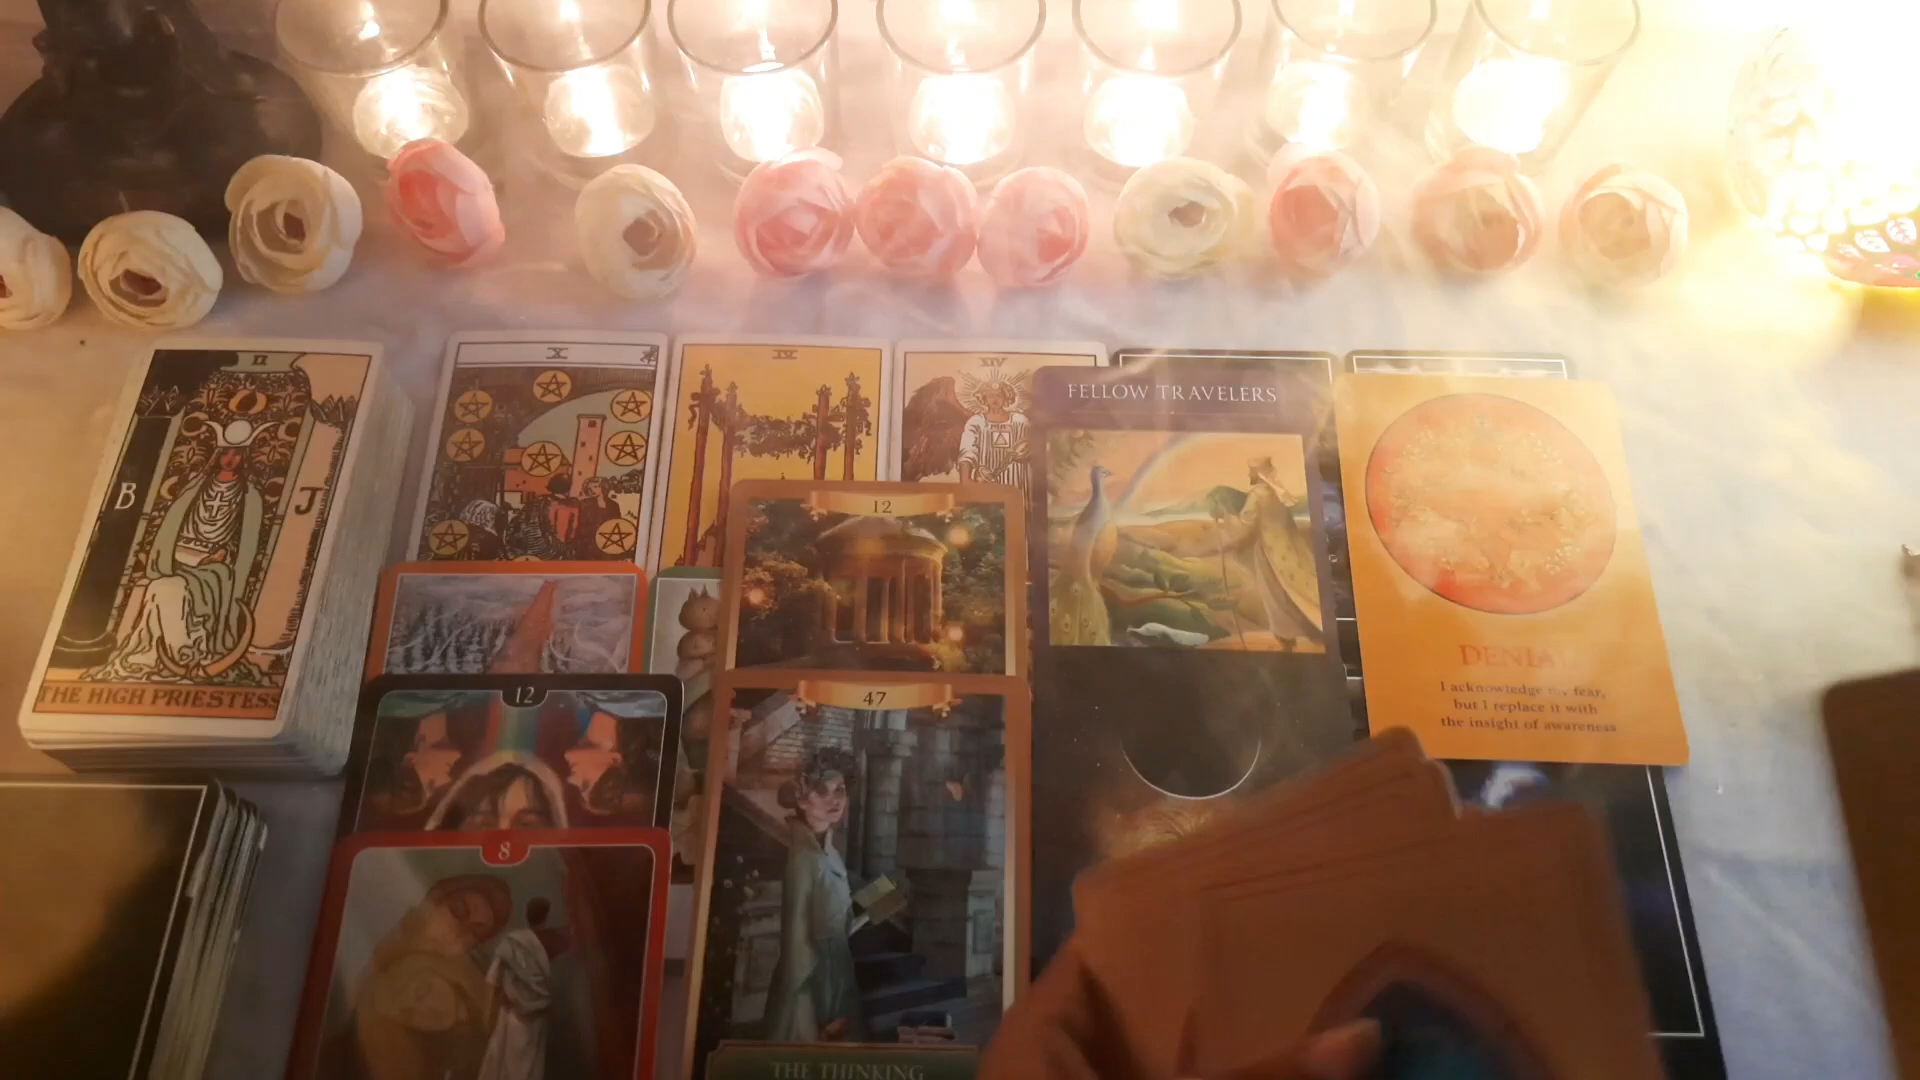 II
B
J
THE HIGH PRIESTESS
X
IV
XIV
FELLOW TRAVELERS
DENIAL
I acknowledge my fear,
but I replace it with
the insight of awareness
12
47
THE THINKING
12
8